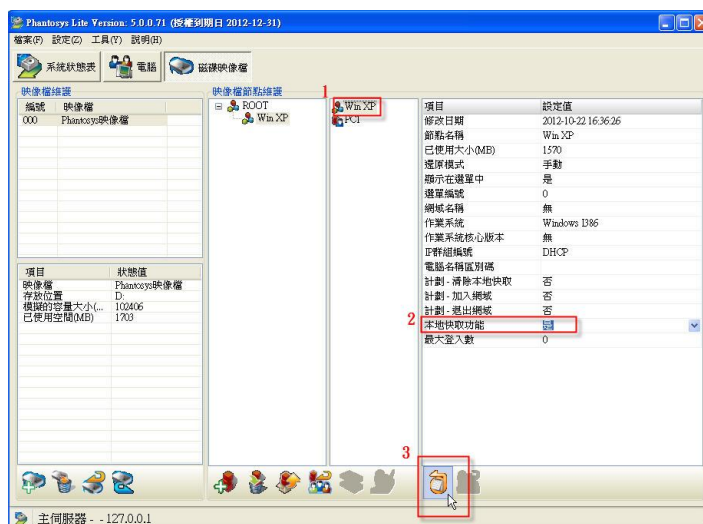 Phantosys Lite Version: 5.0.0.71 (授權到期日 2012-12-31)
檔案(F) 設定(Z) 工具(Y) 說明(H)
系統狀態表 電腦 磁碟映像檔
映像檔維護
編號 映像檔
000 Phantosys映像檔
項目 狀態值
映像檔 Phantosys映像檔
存放位置 D:
模擬的容量大小(... 102406
已使用空間(MB) 1703
映像檔節點維護
ROOT
Win XP
1
Win XP
PCI
項目 設定值
修改日期 2012-10-22 16:36:26
節點名稱 Win XP
已使用大小(MB) 1570
還原模式 手動
顯示在選單中 是
選單編號 0
網域名稱 無
作業系統 Windows I386
作業系統核心版本 無
IP群組編號 DHCP
電腦名稱區別碼
計劃 - 清除本地快取 否
計劃 - 加入網域 否
計劃 - 退出網域 否
2 本地快取功能 是
最大登入數 0
3
主伺服器 - - 127.0.0.1